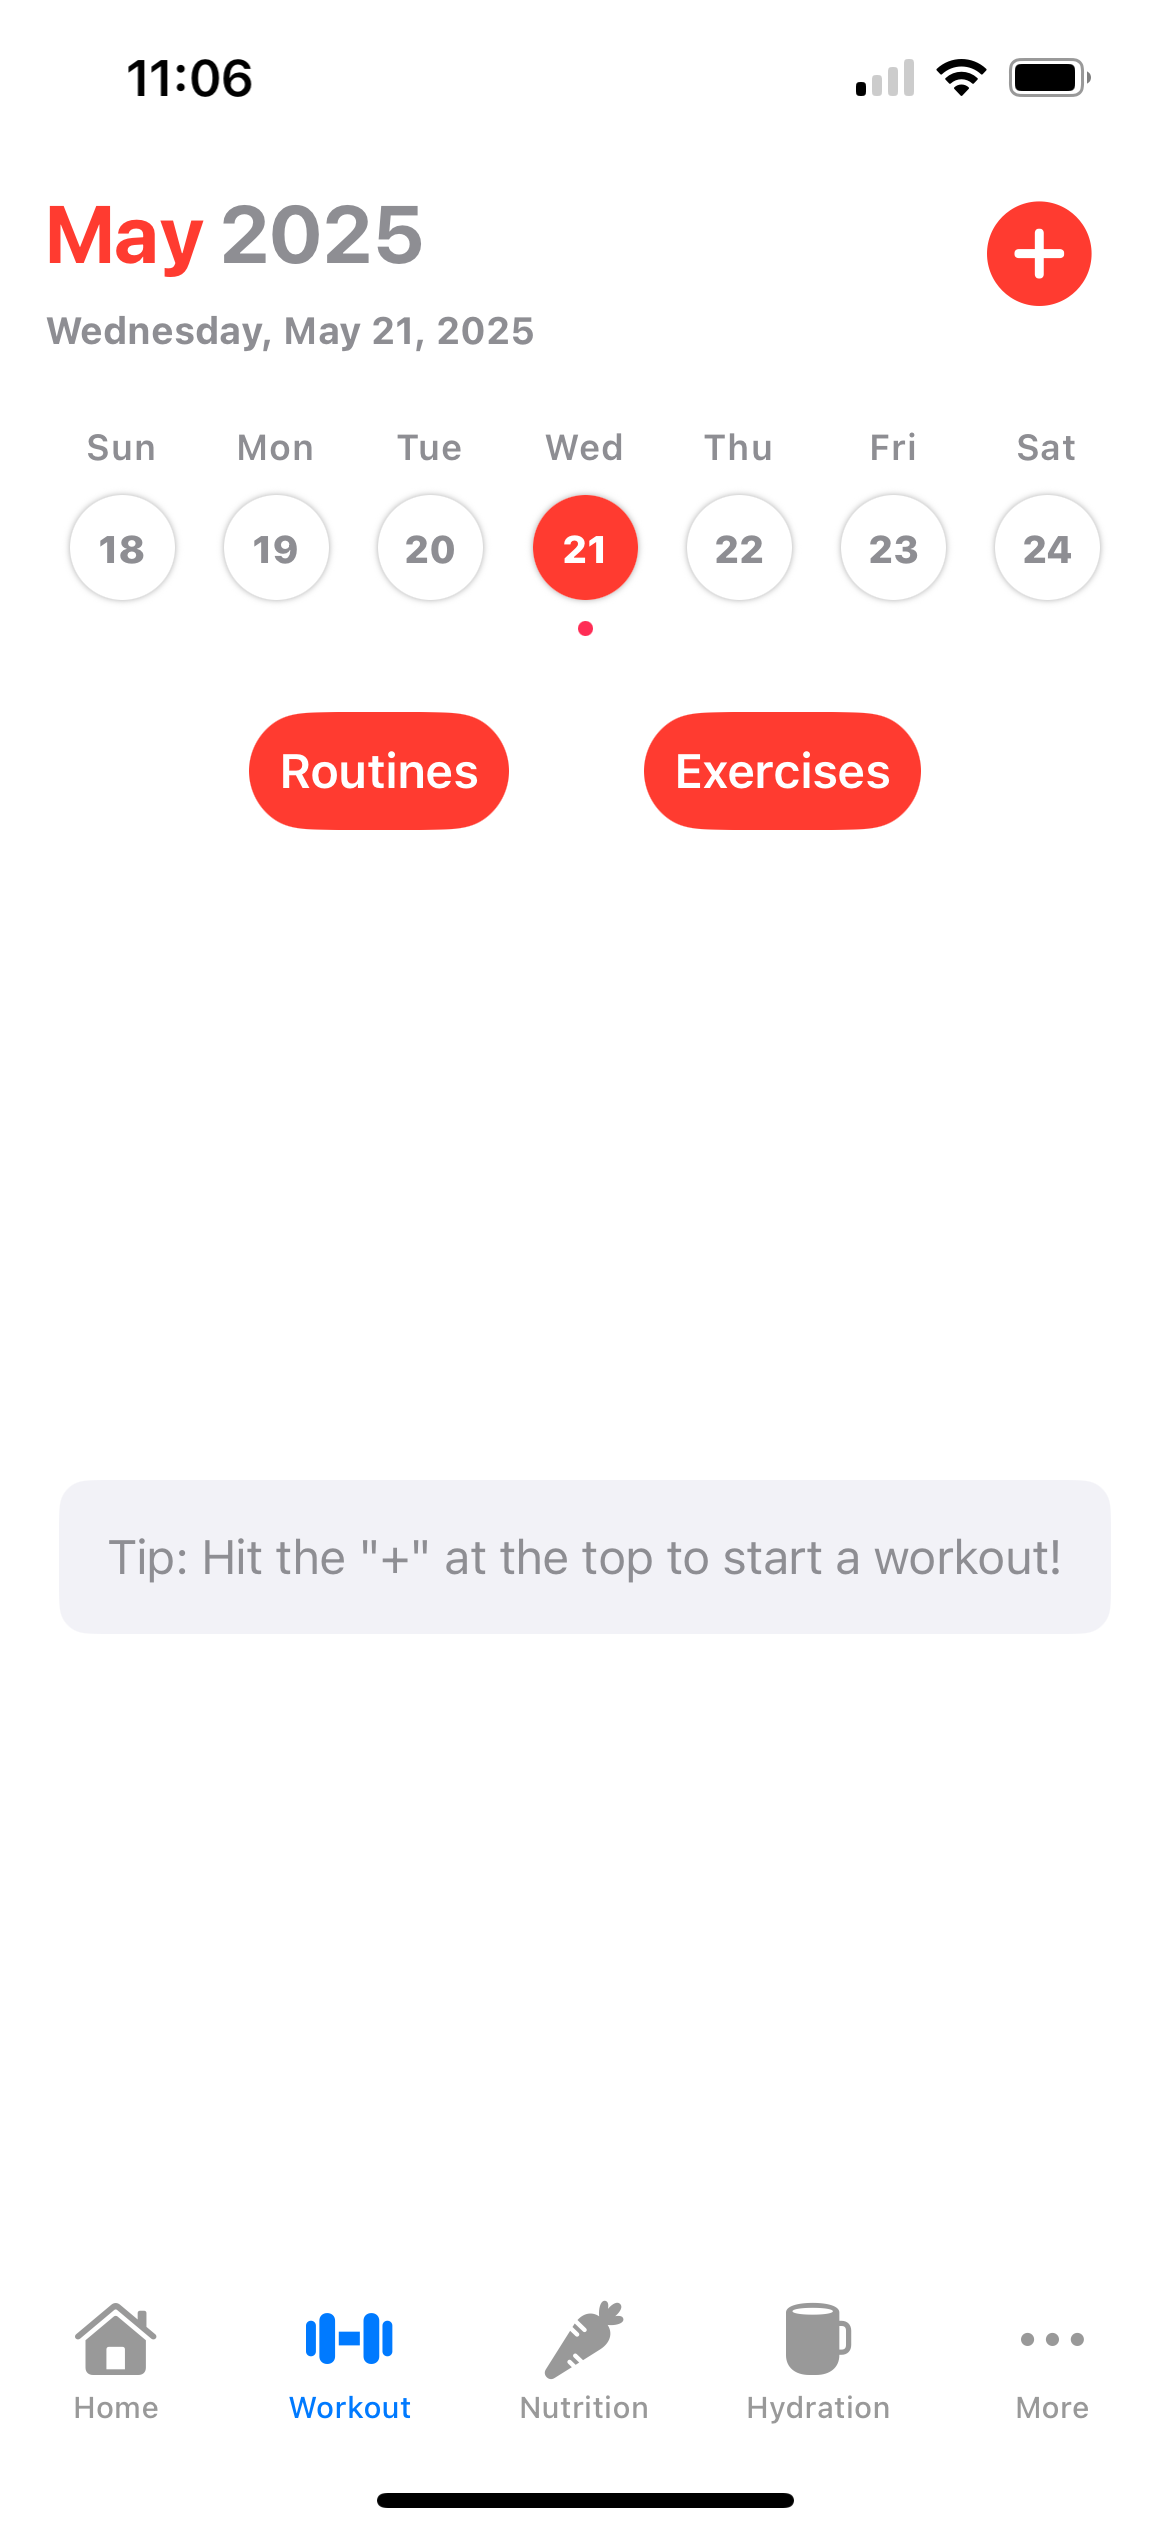 11:06
May 2025
Wednesday, May 21, 2025
Sun Mon Tue Wed Thu Fri Sat
18 19 20 21 22 23 24
Routines Exercises
Tip: Hit the "+" at the top to start a workout!
Home Workout Nutrition Hydration More